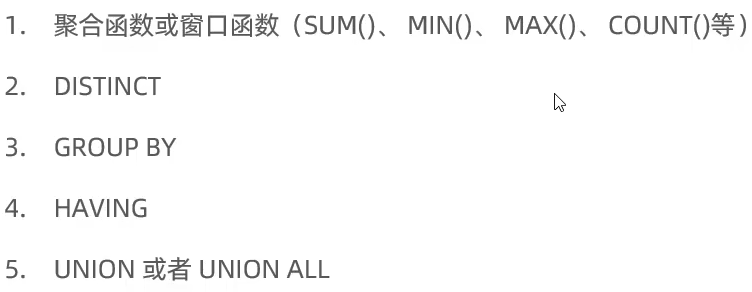 1. 聚合函数或窗口函数（SUM()、 MIN()、 MAX()、 COUNT()等）
2. DISTINCT
3. GROUP BY
4. HAVING
5. UNION 或者 UNION ALL